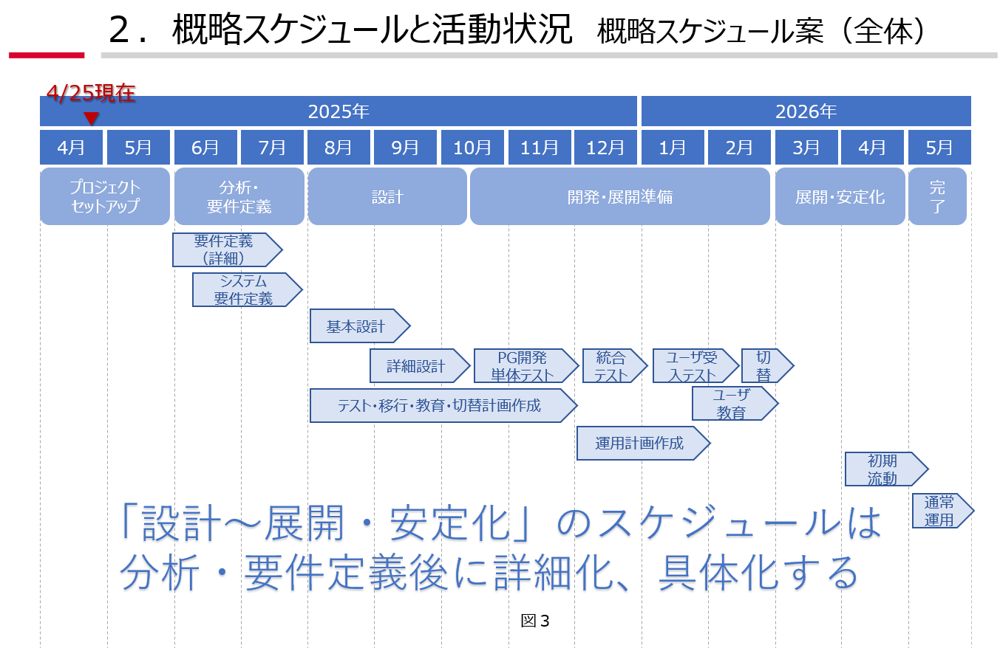 ２．概略スケジュールと活動状況　概略スケジュール案（全体）
4/25現在
2025年
2026年
4月
5月
6月
7月
8月
9月
10月
11月
12月
1月
2月
3月
4月
5月
プロジェクト
セットアップ
分析・
要件定義
設計
開発・展開準備
展開・安定化
完
了
要件定義
（詳細）
システム
要件定義
基本設計
詳細設計
PG開発
単体テスト
統合
テスト
ユーザ受
入テスト
切
替
テスト・移行・教育・切替計画作成
ユーザ
教育
運用計画作成
初期
流動
通常
運用
「設計～展開・安定化」のスケジュールは
分析・要件定義後に詳細化、具体化する
図３